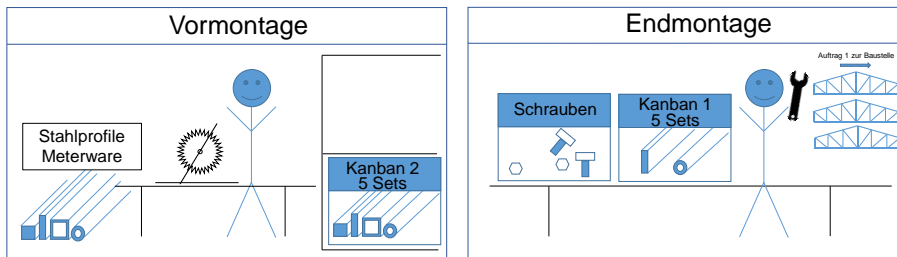 Vormontage
Stahlprofile
Meterware
Kanban 2
5 Sets
Endmontage
Auftrag 1 zur Baustelle
Schrauben
Kanban 1
5 Sets